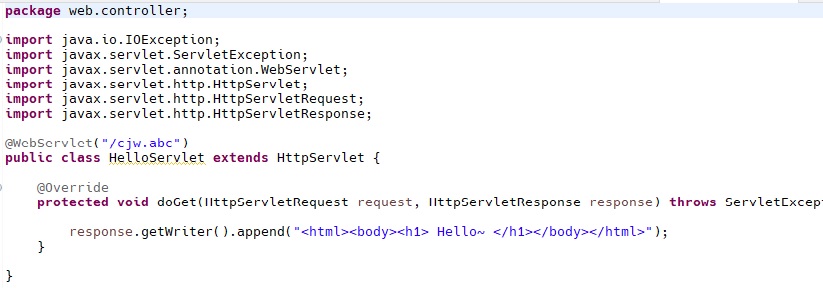 package web.controller;
import java.io.IOException;
import javax.servlet.ServletException;
import javax.servlet.annotation.WebServlet;
import javax.servlet.http.HttpServlet;
import javax.servlet.http.HttpServletRequest;
import javax.servlet.http.HttpServletResponse;
@WebServlet("/cjw.abc")
public class HelloServlet extends HttpServlet {
@Override
protected void doGet(HttpServletRequest request, HttpServletResponse response) throws ServletExcept
response.getWriter().append("<html><body><h1> Hello~ </h1></body></html>");
}
}